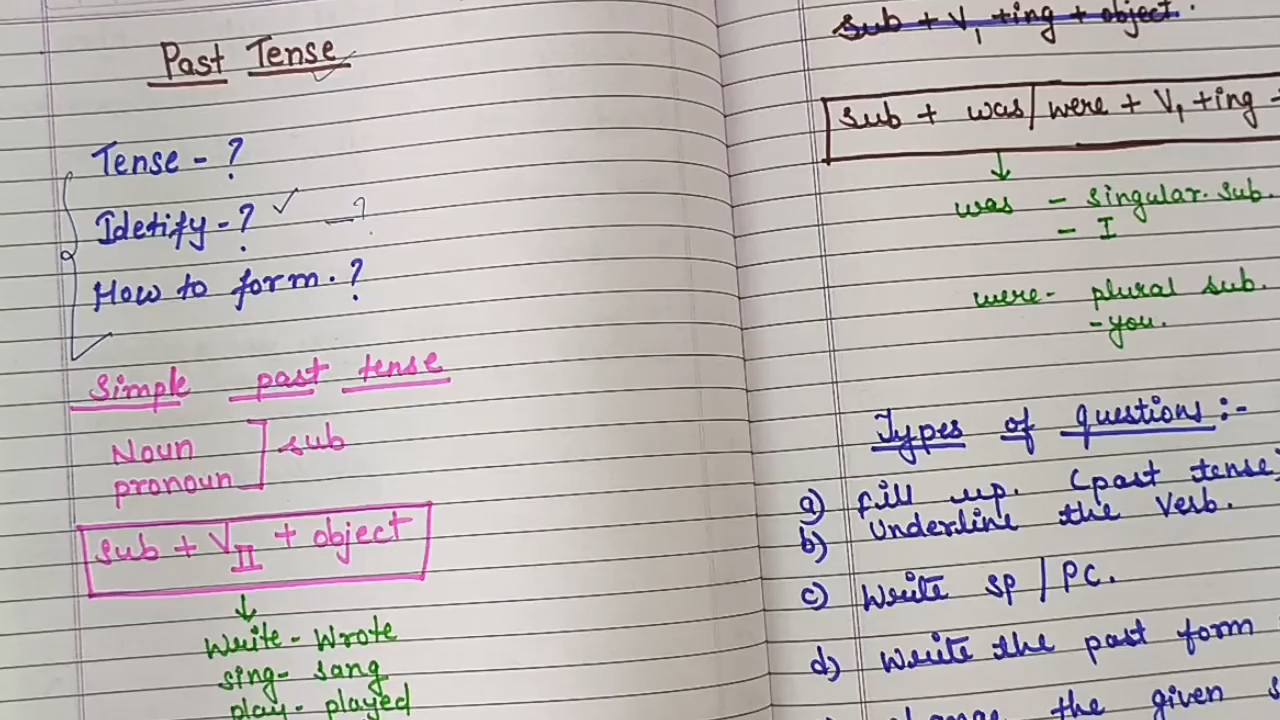 Past Tense
Tense - ?
Idetify - ? ✓ — ?
How to form . ?
Simple past tense
Noun
pronoun ] sub
sub + V II + object
↓
Write - Wrote
sing - sang
play - played
sub + V1 +ing + object.
sub + was/were + V1 +ing +
↓
was - singular sub.
- I
were - plural sub.
- you.
Types of questions :-
a) fill up. (past tense)
b) Underline the Verb.
c) Write sp / PC.
d) Write the past form
the given